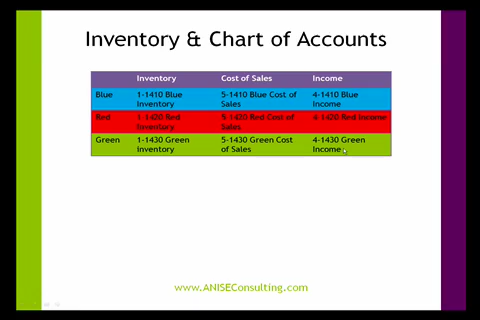 Inventory & Chart of Accounts
Inventory Cost of Sales Income
Blue 1-1410 Blue 5-1410 Blue Cost of 4-1410 Blue
Inventory Sales Income
Red 1-1420 Red 5-1420 Red Cost of 4-1420 Red Income
Inventory Sales
Green 1-1430 Green 5-1430 Green Cost 4-1430 Green
inventory of Sales Income
www.ANISEConsulting.com